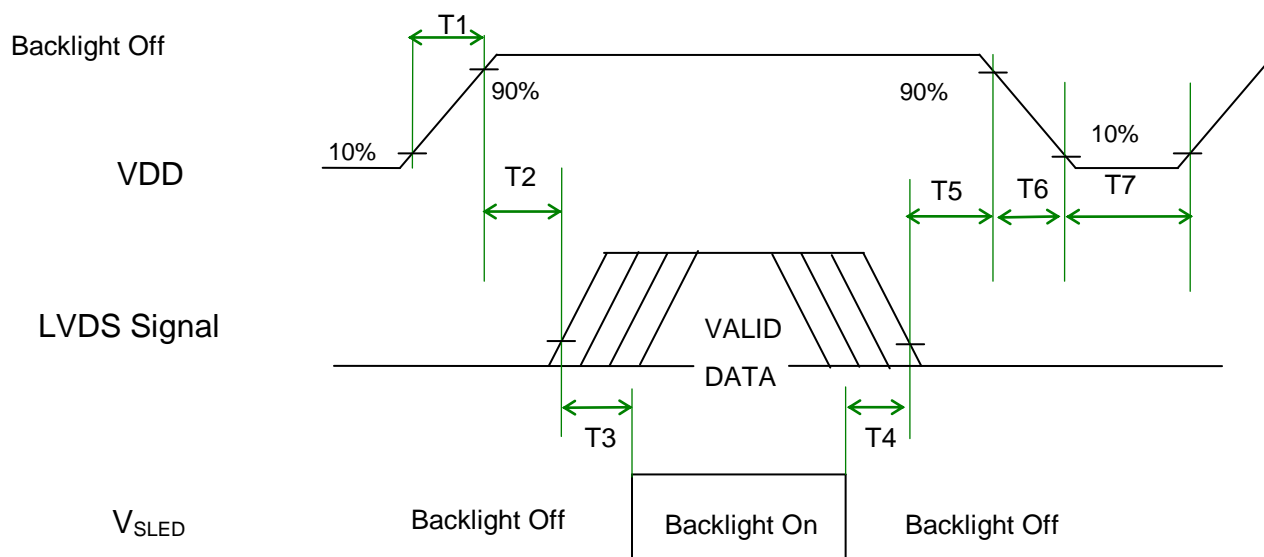 Backlight Off
T1
90%
90%
10%
10%
VDD
T2
T5
T6
T7
LVDS Signal
VALID
DATA
T3
T4
VSLED
Backlight Off
Backlight On
Backlight Off